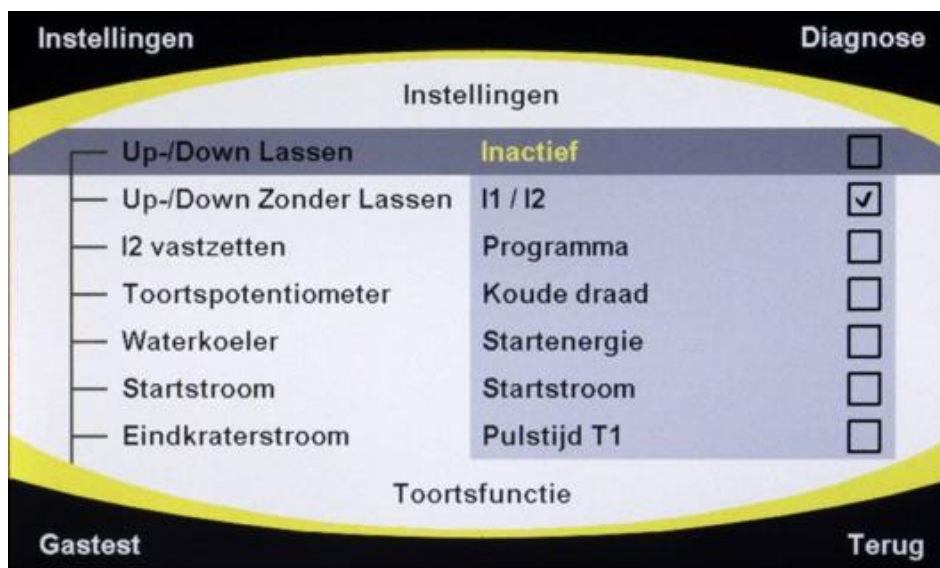 Instellingen Diagnose
Instellingen
Up-/Down Lassen Inactief
Up-/Down Zonder Lassen I1 / I2
I2 vastzetten Programma
Toortspotentiometer Koude draad
Waterkoeler Startenergie
Startstroom Startstroom
Eindkraterstroom Pulstijd T1
Toortsfunctie
Gastest Terug